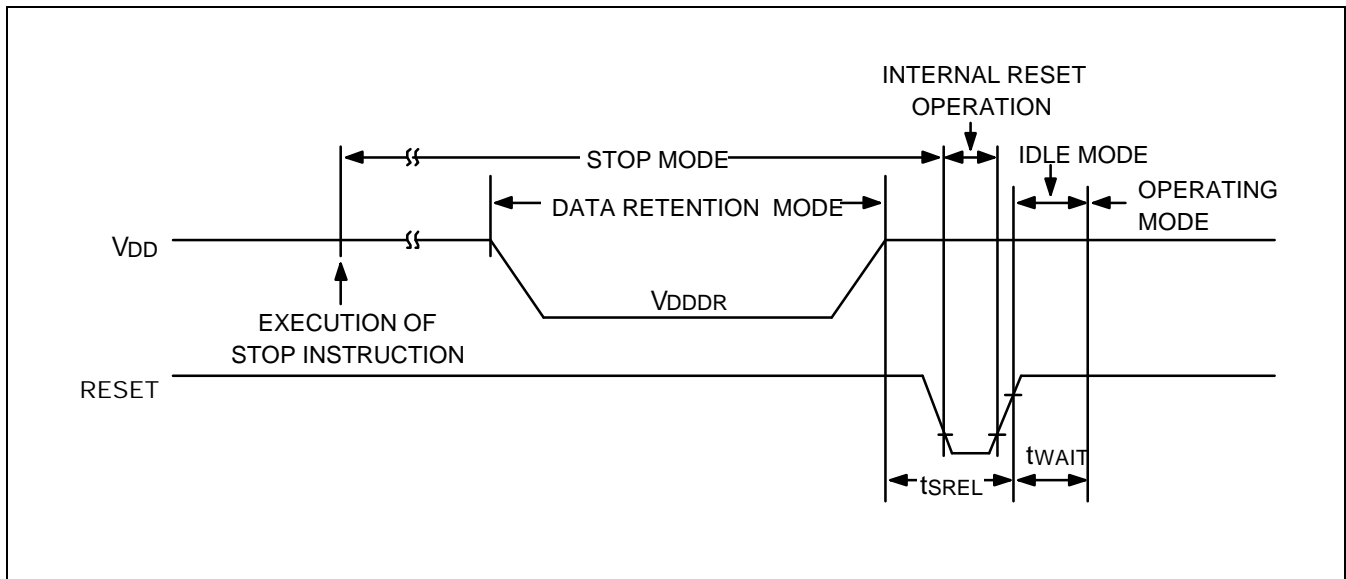 INTERNAL RESET
OPERATION
STOP MODE
IDLE MODE
DATA RETENTION MODE
OPERATING
MODE
VDD
VDDDR
EXECUTION OF
STOP INSTRUCTION
RESET
tWAIT
tSREL